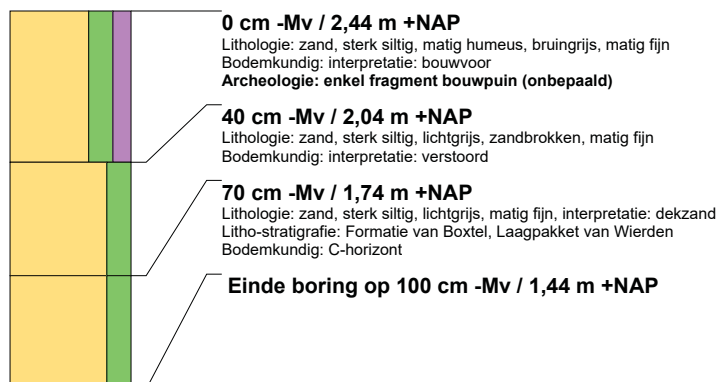 0 cm -Mv / 2,44 m +NAP
Lithologie: zand, sterk siltig, matig humeus, bruingrijs, matig fijn
Bodemkundig: interpretatie: bouwvoor
Archeologie: enkel fragment bouwpuin (onbepaald)
40 cm -Mv / 2,04 m +NAP
Lithologie: zand, sterk siltig, lichtgrijs, zandbrokken, matig fijn
Bodemkundig: interpretatie: verstoord
70 cm -Mv / 1,74 m +NAP
Lithologie: zand, sterk siltig, lichtgrijs, matig fijn, interpretatie: dekzand
Litho-stratigrafie: Formatie van Boxtel, Laagpakket van Wierden
Bodemkundig: C-horizont
Einde boring op 100 cm -Mv / 1,44 m +NAP